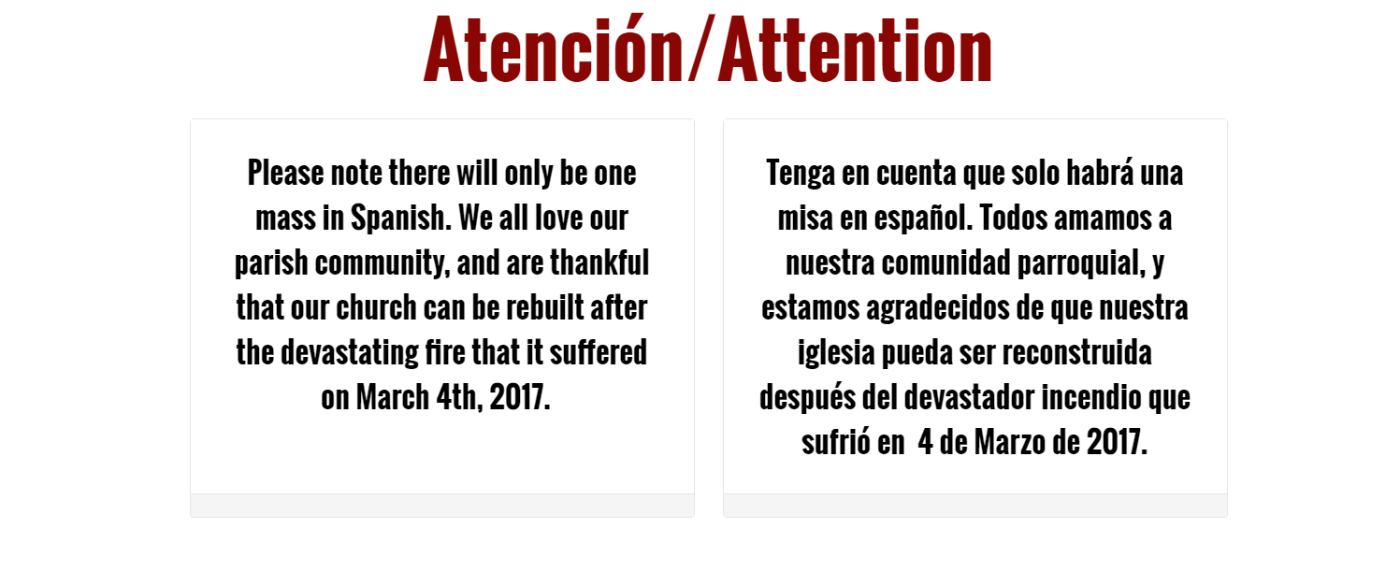 Atención/Attention
Please note there will only be one
mass in Spanish. We all love our
parish community, and are thankful
that our church can be rebuilt after
the devastating fire that it suffered
on March 4th, 2017.
Tenga en cuenta que solo habrá una
misa en español. Todos amamos a
nuestra comunidad parroquial, y
estamos agradecidos de que nuestra
iglesia pueda ser reconstruida
después del devastador incendio que
sufrió en  4 de Marzo de 2017.